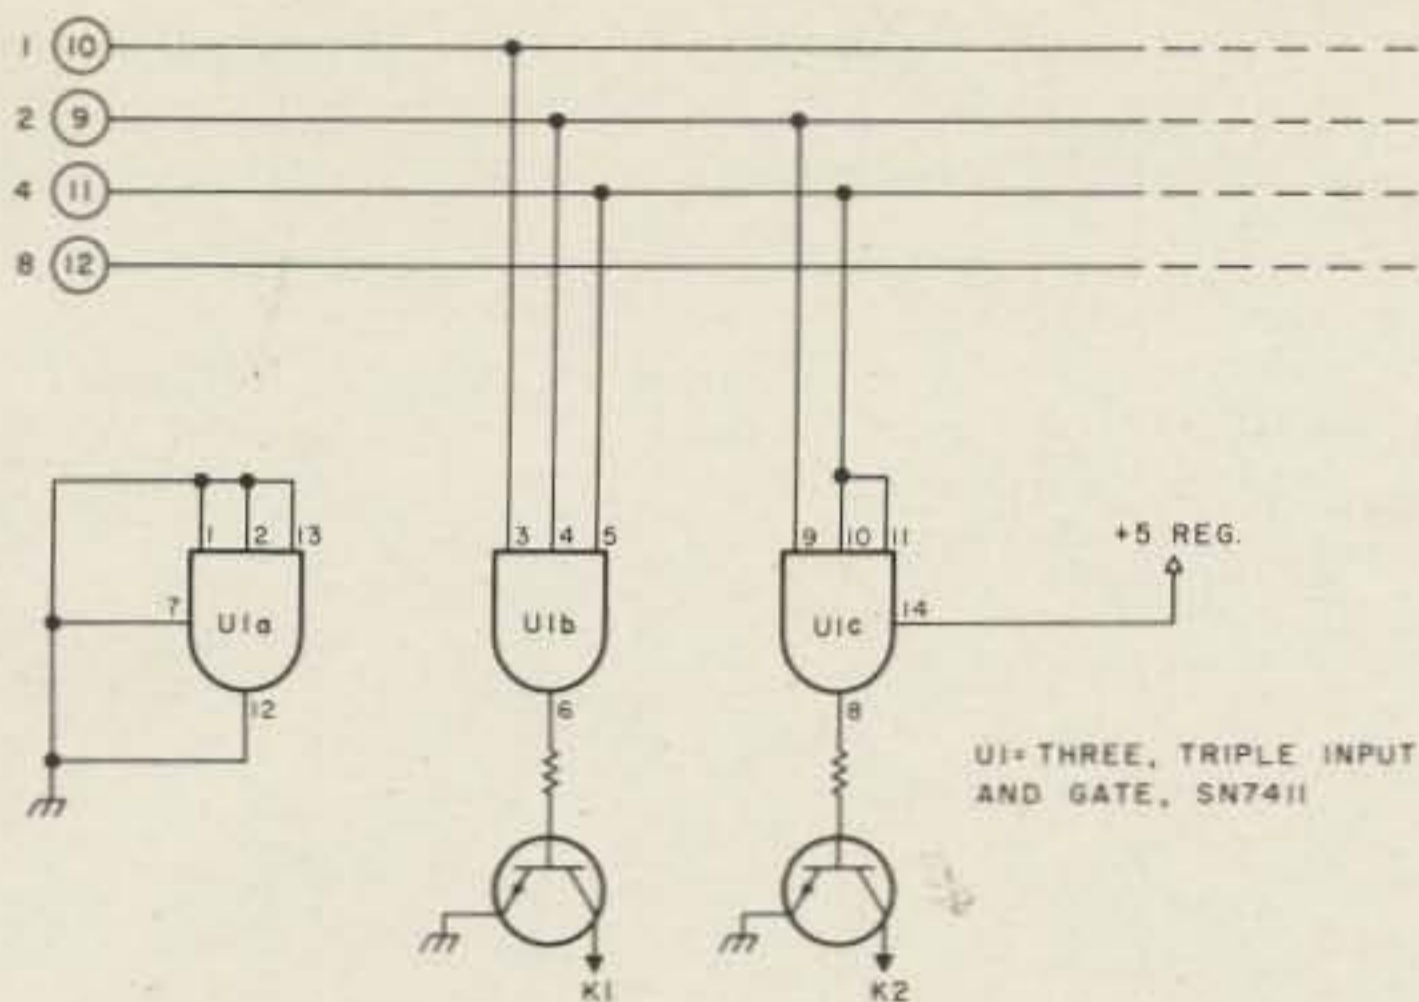 1 10
2 9
4 11
8 12
1 2 13
3 4 5
9 10 11
+5 REG.
7
14
U1a
U1b
U1c
12
6
8
U1= THREE, TRIPLE INPUT
AND GATE, SN7411
K1
K2